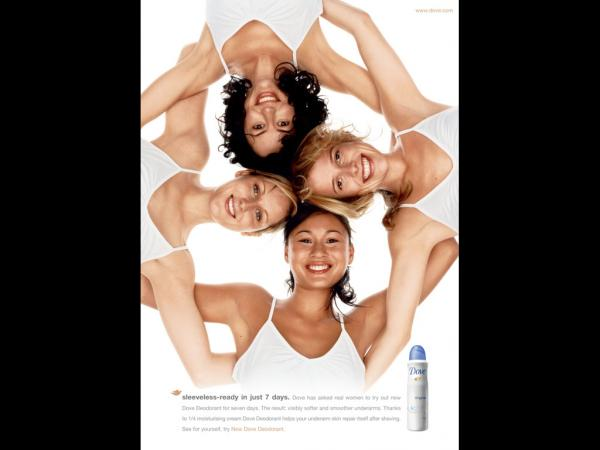 www.dove.com
sleeveless-ready in just 7 days. Dove has asked real women to try out new
Dove Deodorant for seven days. The result: visibly softer and smoother underarms. Thanks
to 1/4 moisturising cream Dove Deodorant helps your underarm skin repair itself after shaving.
See for yourself, try New Dove Deodorant.
Dove
original